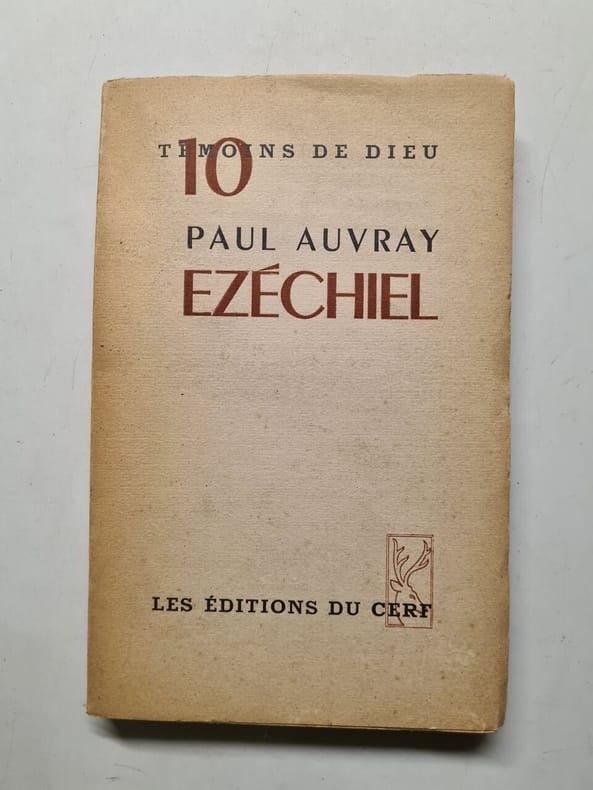 TÉMOINS DE DIEU
10
PAUL AUVRAY
EZÉCHIEL
LES ÉDITIONS DU CERF